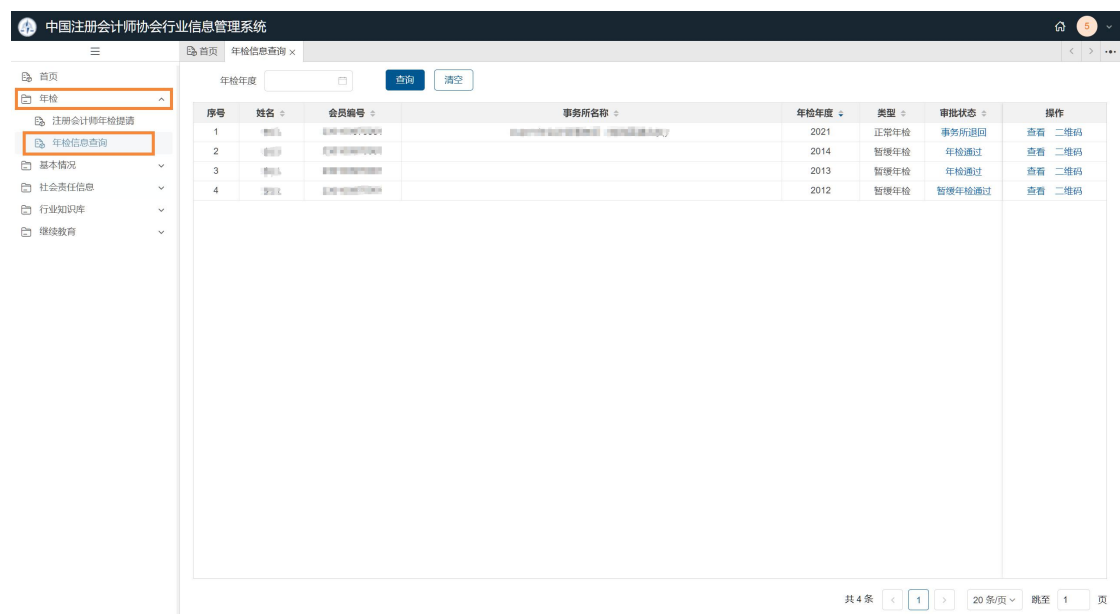 中国注册会计师协会行业信息管理系统
5
首页 年检信息查询 ×
首页
年检
注册会计师年检提请
年检信息查询
基本情况
社会责任信息
行业知识库
继续教育
年检年度 查询 清空
序号 姓名 会员编号 事务所名称 年检年度 类型 审批状态 操作
1 2021 正常年检 事务所退回 查看 二维码
2 2014 暂缓年检 年检通过 查看 二维码
3 2013 暂缓年检 年检通过 查看 二维码
4 2012 暂缓年检 暂缓年检通过 查看 二维码
共 4 条 < 1 > 20 条/页 跳至 1 页